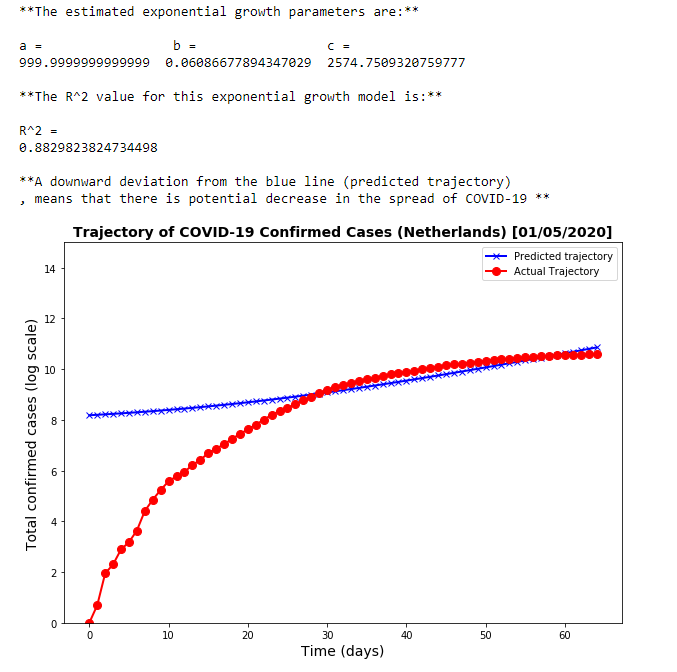 **The estimated exponential growth parameters are:**
a = b = c =
999.9999999999999 0.06086677894347029 2574.7509320759777
**The R^2 value for this exponential growth model is:**
R^2 =
0.8829823824734498
**A downward deviation from the blue line (predicted trajectory)
, means that there is potential decrease in the spread of COVID-19 **
Trajectory of COVID-19 Confirmed Cases (Netherlands) [01/05/2020]
Predicted trajectory
Actual Trajectory
Total confirmed cases (log scale)
14
12
10
8
6
4
2
0
0 10 20 30 40 50 60
Time (days)